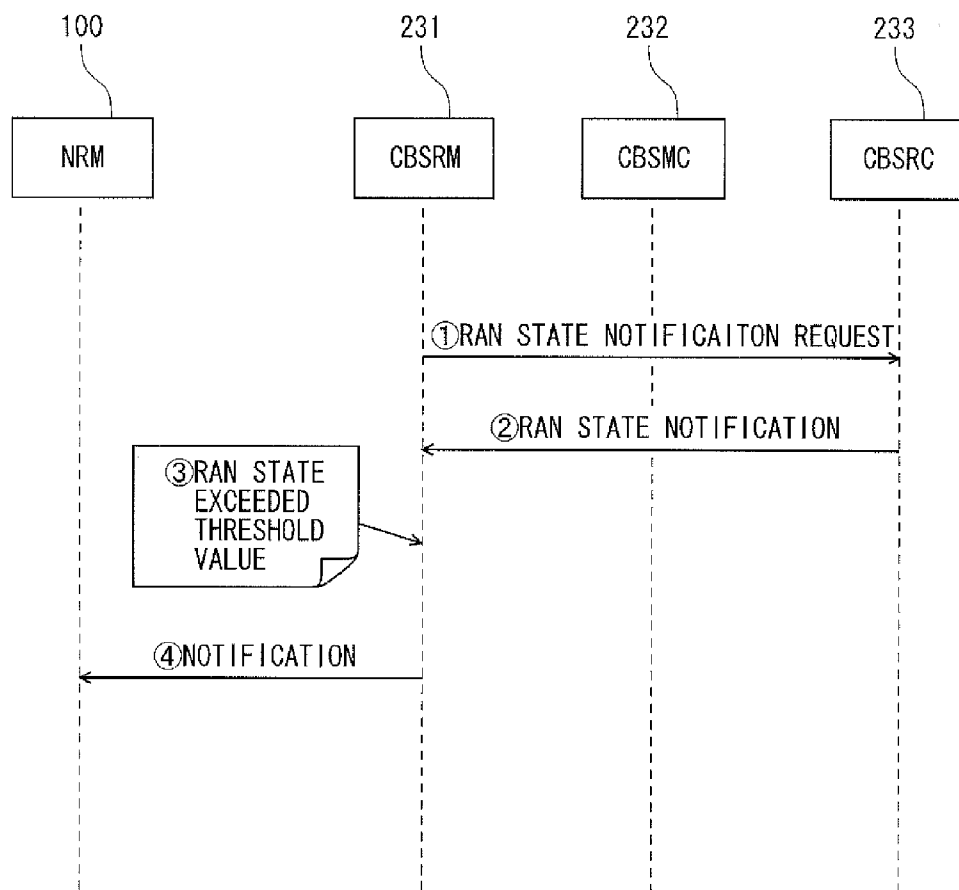 100
231
232
233
NRM
CBSRM
CBSMC
CBSRC
①RAN STATE NOTIFICAITON REQUEST
②RAN STATE NOTIFICATION
③RAN STATE
EXCEEDED
THRESHOLD
VALUE
④NOTIFICATION